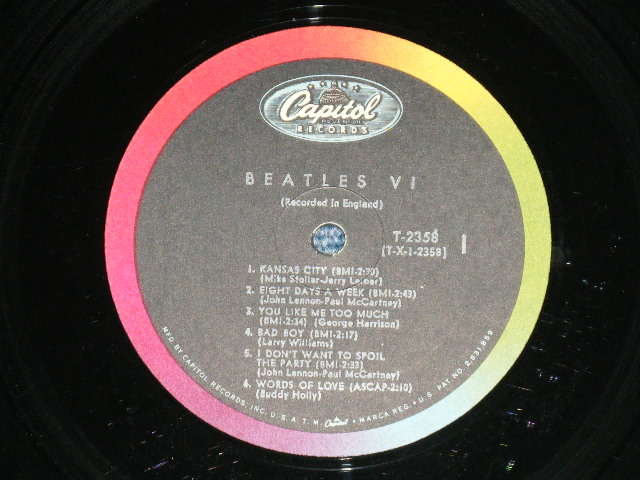 Capitol
RECORDS
BEATLES VI
(Recorded in England)
T-2358
(T-X-1-2358)
1
1. KANSAS CITY (BMI-2:30)
(Mike Stoller-Jerry Leiber)
2. EIGHT DAYS A WEEK (BMI-2:43)
(John Lennon-Paul McCartney)
3. YOU LIKE ME TOO MUCH
(BMI-2:34) (George Harrison)
4. BAD BOY (BMI-2:17)
(Larry Williams)
5. I DON'T WANT TO SPOIL
THE PARTY (BMI-2:33)
(John Lennon-Paul McCartney)
6. WORDS OF LOVE (ASCAP-2:10)
(Buddy Holly)
MFD. BY CAPITOL RECORDS, INC. U.S.A. T.M. Capitol • MARCA REG. • U.S. PAT. NO. 2,631,859